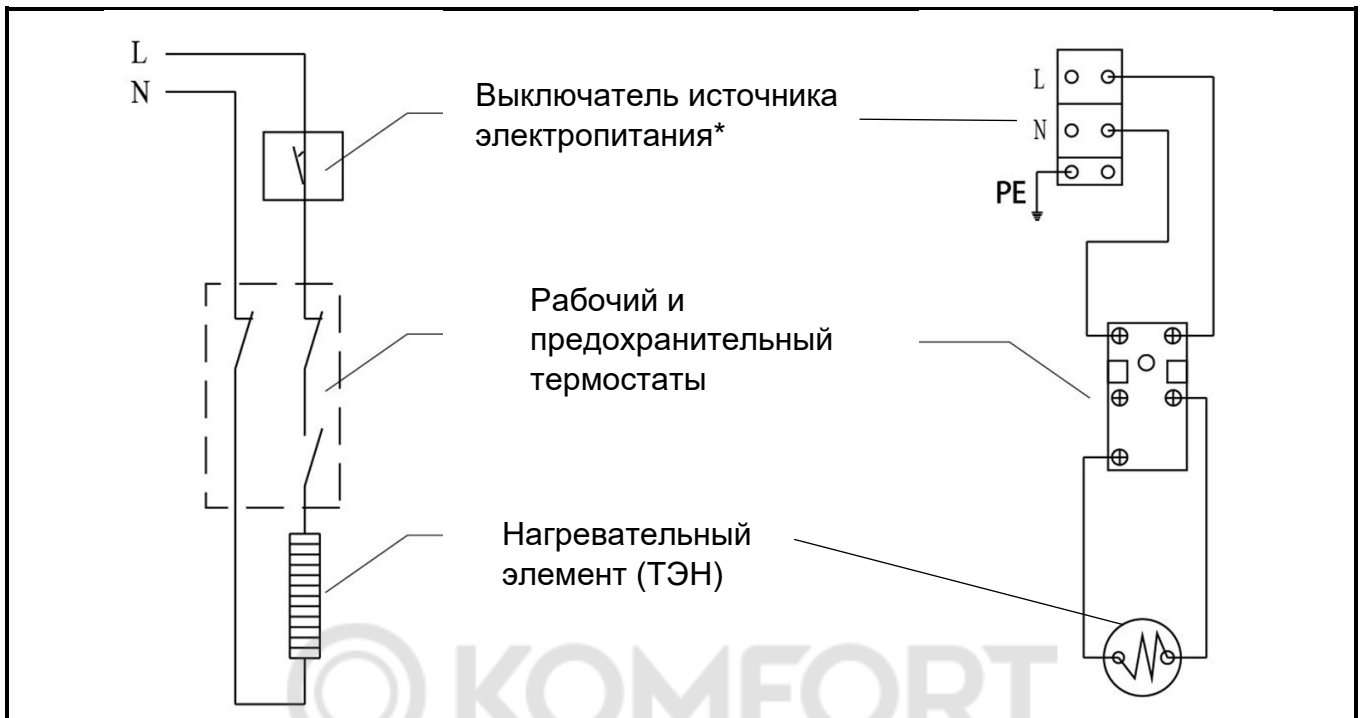 L
N
Выключатель источника
электропитания*
L
N
PE
Рабочий и
предохранительный
термостаты
Нагревательный
элемент (ТЭН)
KOMFORT